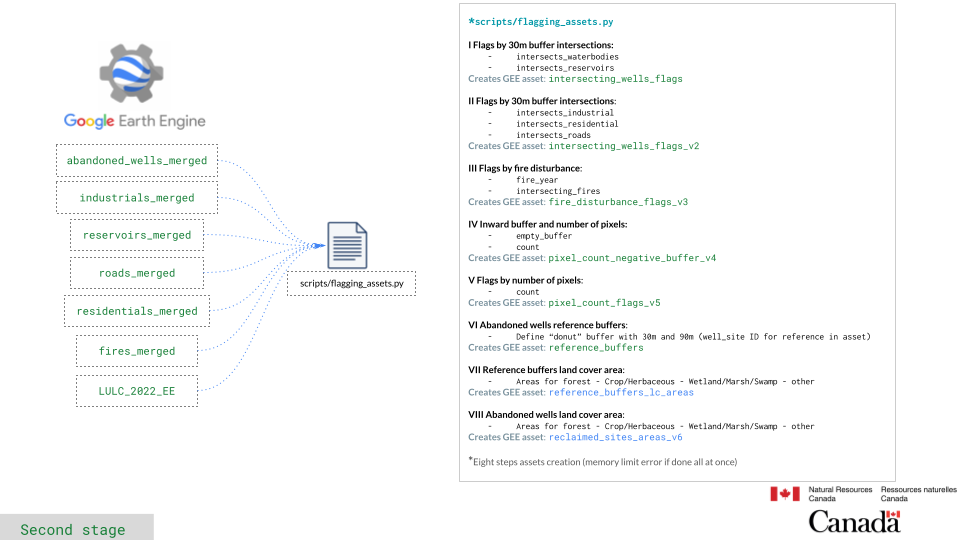 Google Earth Engine
abandoned_wells_merged
industrials_merged
reservoirs_merged
roads_merged
residentials_merged
fires_merged
LULC_2022_EE
scripts/flagging_assets.py
*scripts/flagging_assets.py
I Flags by 30m buffer intersections:
- intersects_waterbodies
- intersects_reservoirs
Creates GEE asset: intersecting_wells_flags
II Flags by 30m buffer intersections:
- intersects_industrial
- intersects_residential
- intersects_roads
Creates GEE asset: intersecting_wells_flags_v2
III Flags by fire disturbance:
- fire_year
- intersecting_fires
Creates GEE asset: fire_disturbance_flags_v3
IV Inward buffer and number of pixels:
- empty_buffer
- count
Creates GEE asset: pixel_count_negative_buffer_v4
V Flags by number of pixels:
- count
Creates GEE asset: pixel_count_flags_v5
VI Abandoned wells reference buffers:
- Define “donut” buffer with 30m and 90m (well_site ID for reference in asset)
Creates GEE asset: reference_buffers
VII Reference buffers land cover area:
- Areas for forest - Crop/Herbaceous - Wetland/Marsh/Swamp - other
Creates GEE asset: reference_buffers_lc_areas
VIII Abandoned wells land cover area:
- Areas for forest - Crop/Herbaceous - Wetland/Marsh/Swamp - other
Creates GEE asset: reclaimed_sites_areas_v6
*Eight steps assets creation (memory limit error if done all at once)
Natural Resources Ressources naturelles
Canada Canada
Canada
Second stage